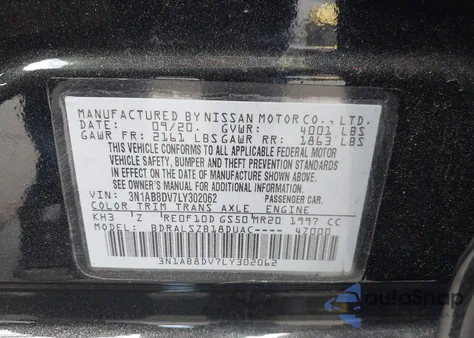 MANUFACTURED BY NISSAN MOTOR CO., LTD.
DATE: 09/20. GVWR: 4001 LBS
GAWR FR: 2161 LBS GAWR RR: 1863 LBS
THIS VEHICLE CONFORMS TO ALL APPLICABLE FEDERAL MOTOR
VEHICLE SAFETY, BUMPER AND THEFT PREVENTION STANDARDS
IN EFFECT ON THE DATE OF MANUFACTURE SHOWN ABOVE.
SEE OWNER'S MANUAL FOR ADDITIONAL INFORMATION.
VIN: 3N1AB8DV7LY302062 PASSENGER CAR.
COLOR TRIM TRANS AXLE ENGINE
KH3 Z RE0F10D GS50 MR20 1997 CC
MODEL: BDRALSZB18DUAC---- 47000
3N1AB8DV7LY302062
AutoSnap